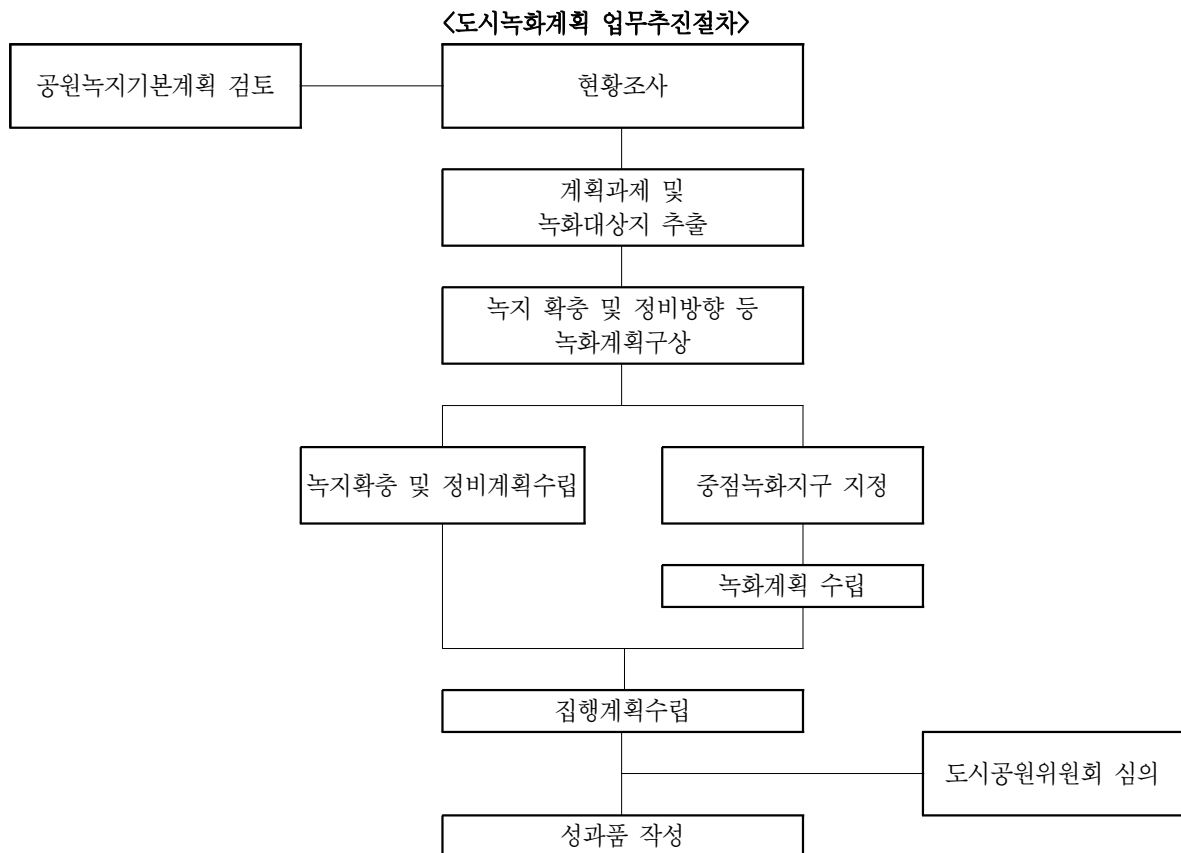 <도시녹화계획 업무추진절차>
공원녹지기본계획 검토
현황조사
계획과제 및
녹화대상지 추출
녹지 확충 및 정비방향 등
녹화계획구상
녹지확충 및 정비계획수립
중점녹화지구 지정
녹화계획 수립
집행계획수립
도시공원위원회 심의
성과품 작성